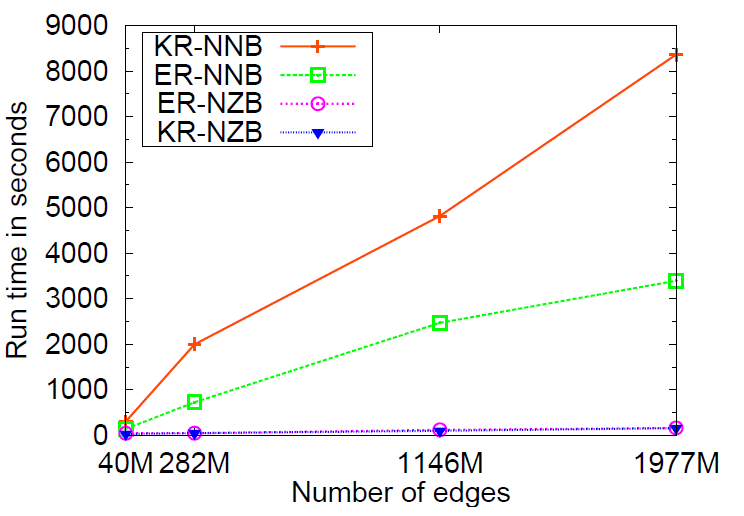 9000
8000
7000
6000
5000
4000
3000
2000
1000
0
Run time in seconds
KR-NNB
ER-NNB
ER-NZB
KR-NZB
40M 282M 1146M 1977M
Number of edges